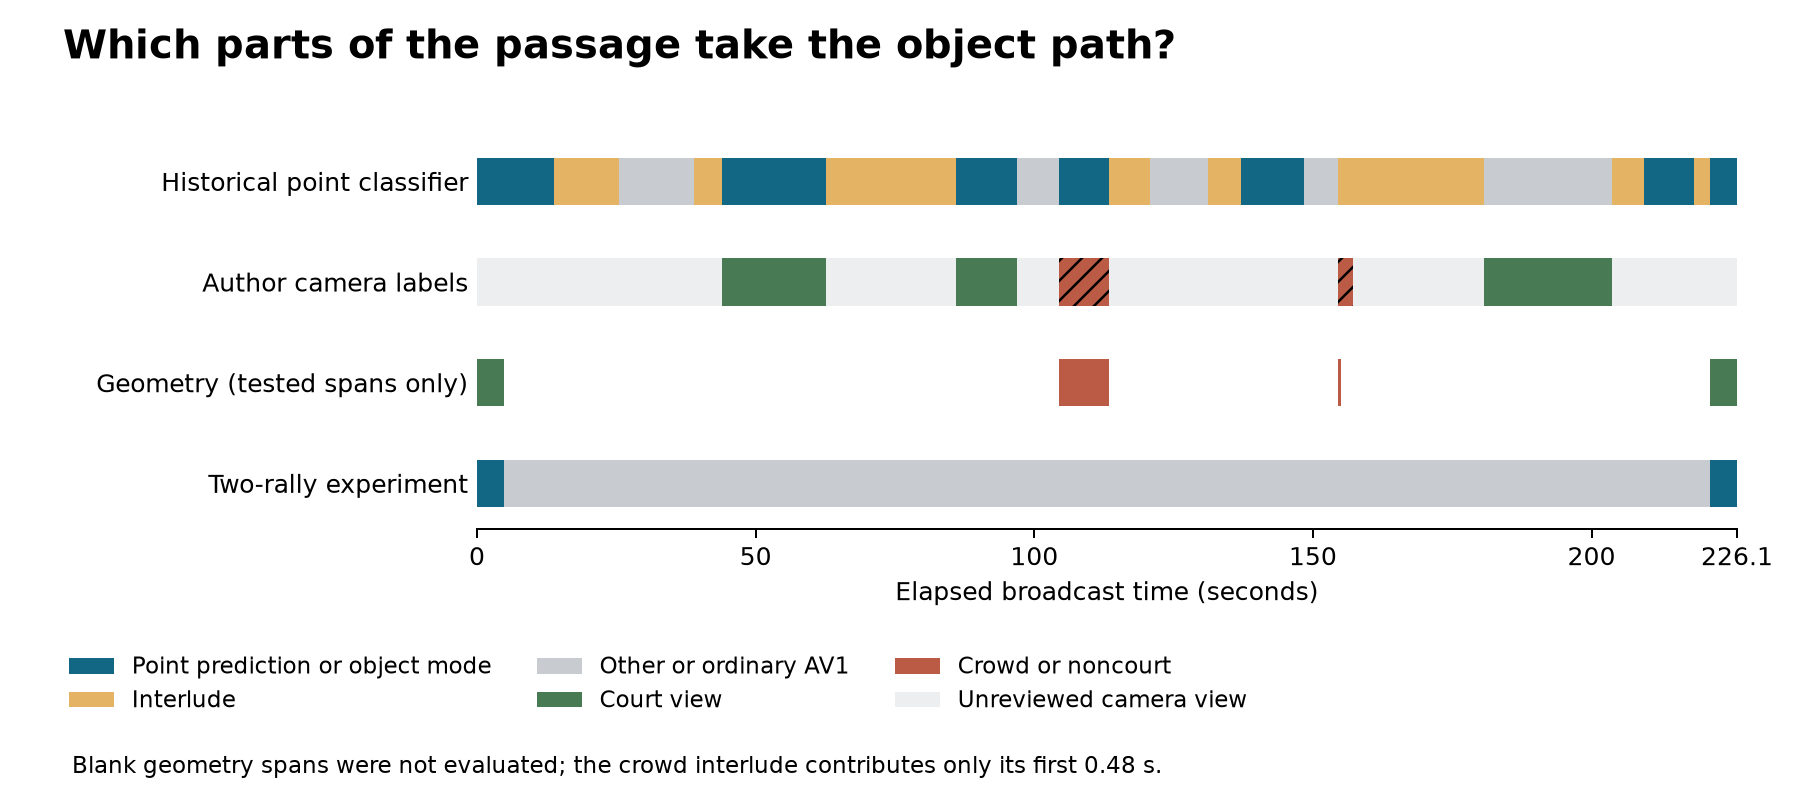 Which parts of the passage take the object path?
Historical point classifier
Author camera labels
Geometry (tested spans only)
Two-rally experiment
0 50 100 150 200 226.1
Elapsed broadcast time (seconds)
Point prediction or object mode Other or ordinary AV1 Crowd or noncourt
Interlude Court view Unreviewed camera view
Blank geometry spans were not evaluated; the crowd interlude contributes only its first 0.48 s.